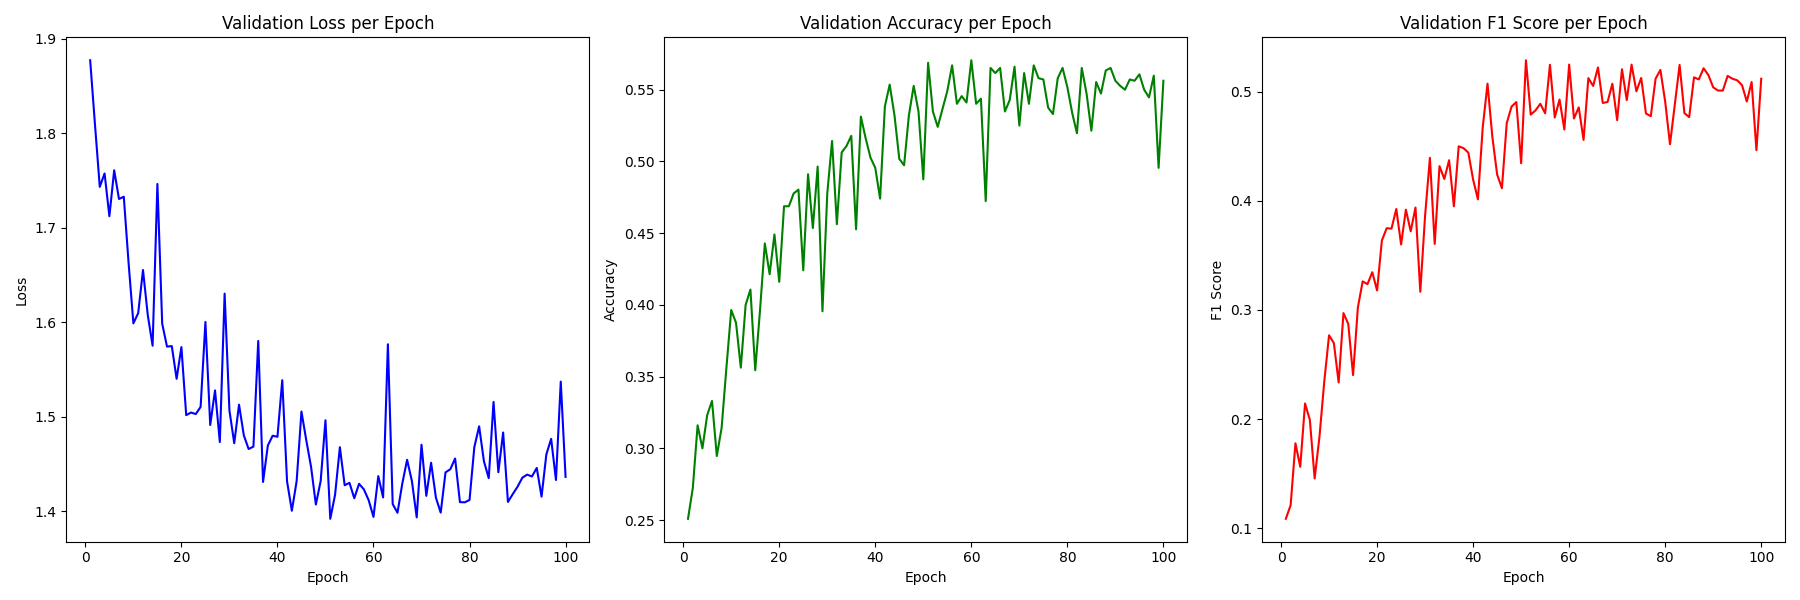 Validation Loss per Epoch
1.9
1.8
1.7
1.6
1.5
1.4
Loss
0 20 40 60 80 100
Epoch
Validation Accuracy per Epoch
0.55
0.50
0.45
0.40
0.35
0.30
0.25
Accuracy
0 20 40 60 80 100
Epoch
Validation F1 Score per Epoch
0.5
0.4
0.3
0.2
0.1
F1 Score
0 20 40 60 80 100
Epoch